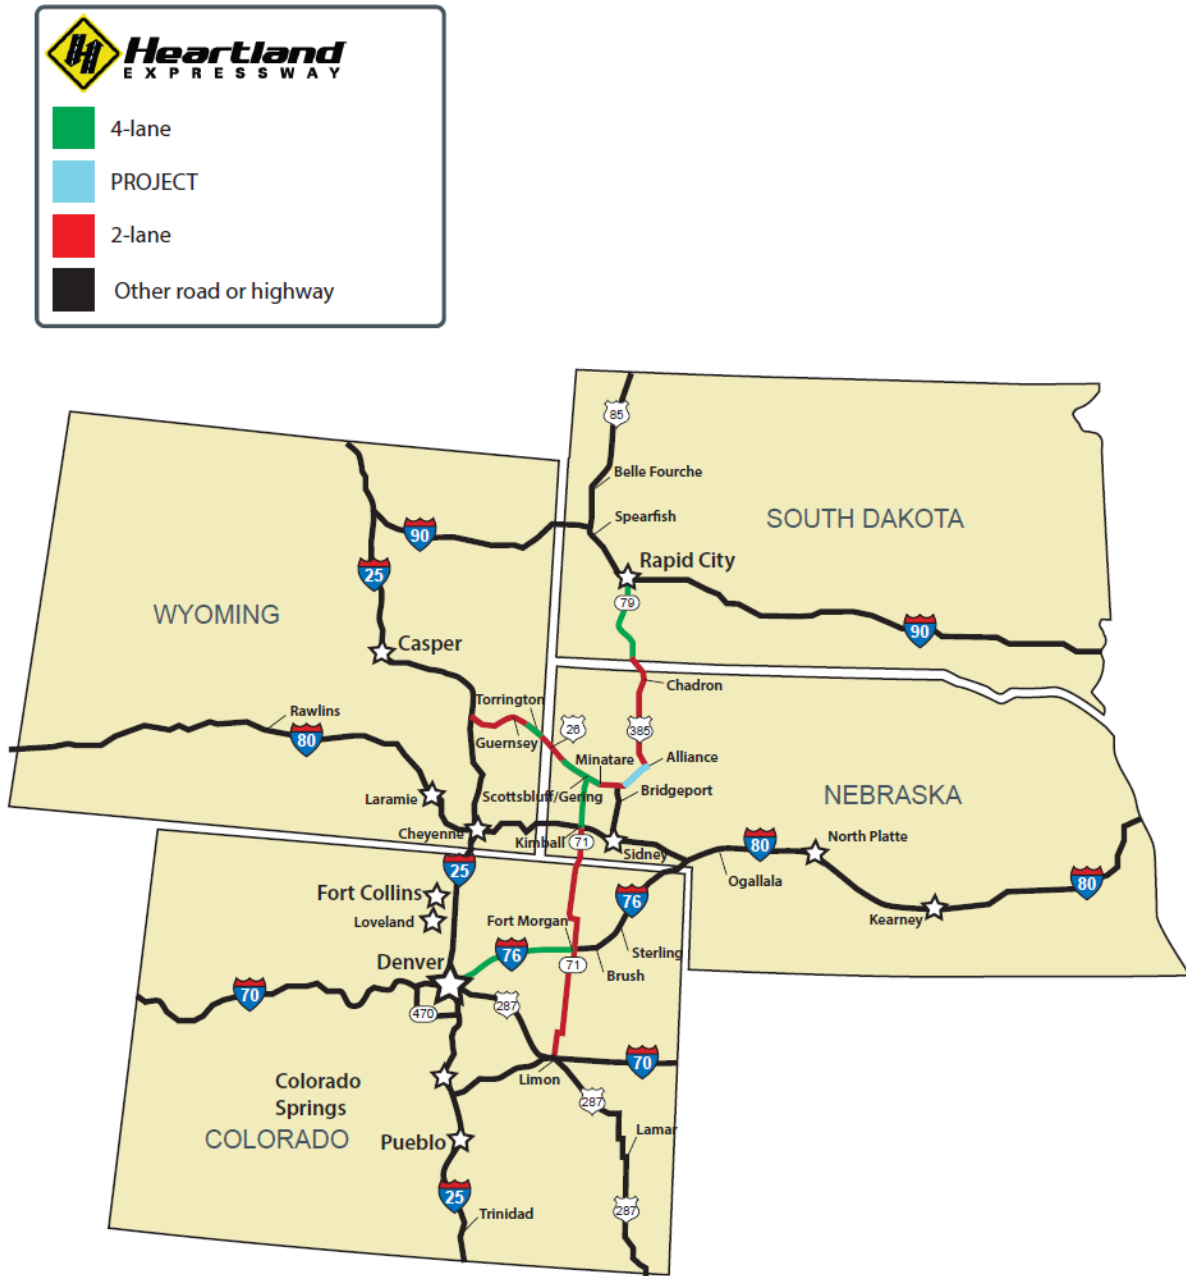 Heartland
EXPRESSWAY
4-lane
PROJECT
2-lane
Other road or highway
85
Belle Fourche
Spearfish
SOUTH DAKOTA
90
Rapid City
25
79
WYOMING
90
Casper
Chadron
Torrington
Rawlins
26
385
80
Guernsey
Minatare
Alliance
Laramie
Scottsbluff/Gering
Bridgeport
NEBRASKA
Cheyenne
Kimball
71
Sidney
80
North Platte
25
Ogallala
80
Fort Collins
76
Loveland
Fort Morgan
Kearney
Denver
76
71
Sterling
Brush
70
470
287
70
Limon
Colorado
Springs
287
COLORADO
Pueblo
Lamar
25
Trinidad
287